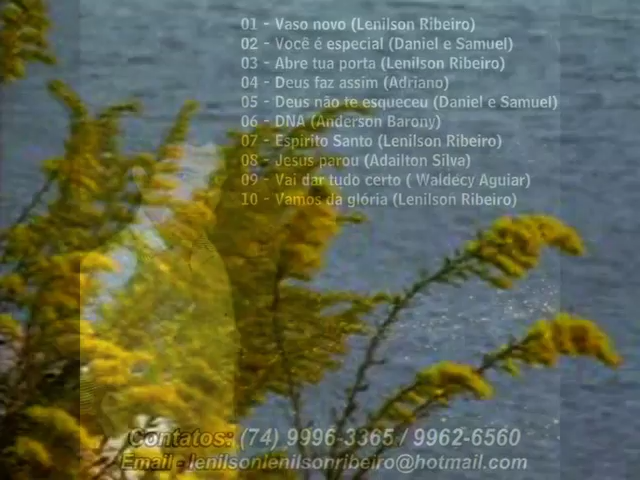 01 - Vaso novo (Lenilson Ribeiro)
02 - Você é especial (Daniel e Samuel)
03 - Abre tua porta (Lenilson Ribeiro)
04 - Deus faz assim (Adriano)
05 - Deus não te esqueceu (Daniel e Samuel)
06 - DNA (Anderson Barony)
07 - Espirito Santo (Lenilson Ribeiro)
08 - Jesus parou (Adailton Silva)
09 - Vai dar tudo certo ( Waldecy Aguiar)
10 - Vamos da glória (Lenilson Ribeiro)
Contatos: (74) 9996-3365 / 9962-6560
Email - lenilsonlenilsonribeiro@hotmail.com